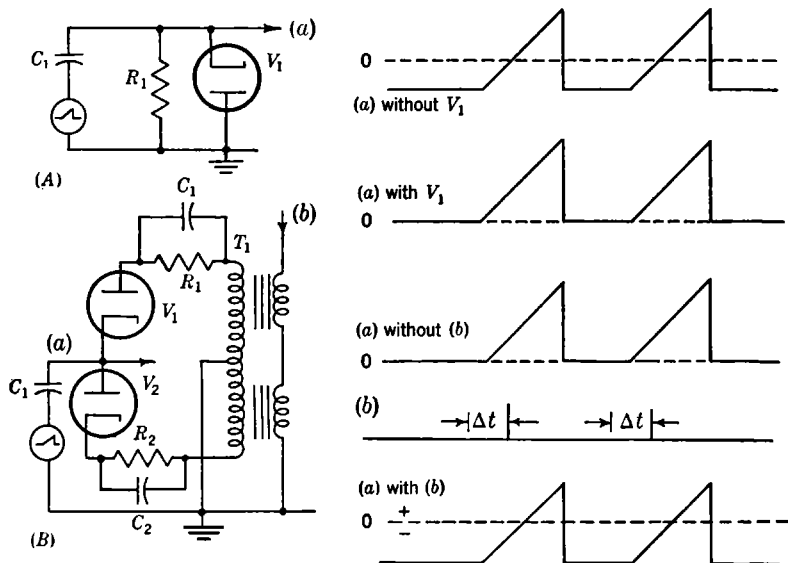 (a)
C₁
R₁
V₁
(A)
0
(a) without V₁
(a) with V₁
0
C₁
(b)
T₁
R₁
V₁
(a)
C₁
V₂
R₂
C₂
(B)
(a) without (b)
0
(b)
Δt
Δt
(a) with (b)
0 + −